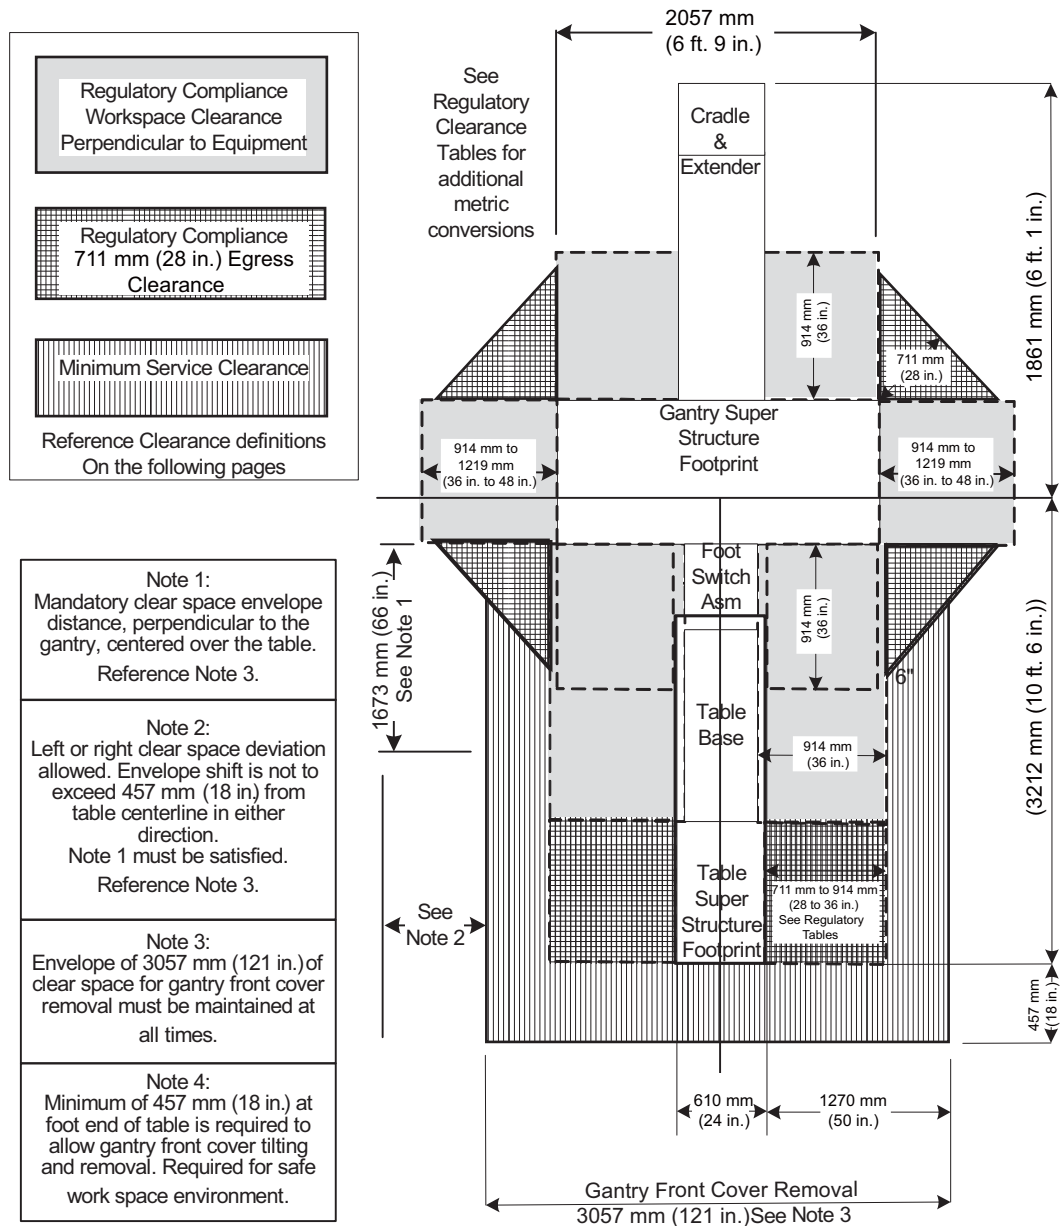 Regulatory Compliance
Workspace Clearance
Perpendicular to Equipment
Regulatory Compliance
711 mm (28 in.) Egress
Clearance
Minimum Service Clearance
Reference Clearance definitions
On the following pages
Note 1:
Mandatory clear space envelope
distance, perpendicular to the
gantry, centered over the table.
Reference Note 3.
Note 2:
Left or right clear space deviation
allowed. Envelope shift is not to
exceed 457 mm (18 in.) from
table centerline in either
direction.
Note 1 must be satisfied.
Reference Note 3.
Note 3:
Envelope of 3057 mm (121 in.) of
clear space for gantry front cover
removal must be maintained at
all times.
Note 4:
Minimum of 457 mm (18 in.) at
foot end of table is required to
allow gantry front cover tilting
and removal. Required for safe
work space environment.
2057 mm
(6 ft. 9 in.)
See
Regulatory
Clearance
Tables for
additional
metric
conversions
Cradle
&
Extender
1861 mm (6 ft. 1 in.)
914 mm
(36 in.)
711 mm
(28 in.)
Gantry Super
Structure
Footprint
914 mm to
1219 mm
(36 in. to 48 in.)
914 mm to
1219 mm
(36 in. to 48 in.)
1673 mm (66 in.)
See Note 1
Foot
Switch
Asm
914 mm
(36 in.)
6"
(3212 mm (10 ft. 6 in.))
Table
Base
914 mm
(36 in.)
See
Note 2
Table
Super
Structure
Footprint
711 mm to 914 mm
(28 to 36 in.)
See Regulatory
Tables
457 mm
(18 in.)
610 mm
(24 in.)
1270 mm
(50 in.)
Gantry Front Cover Removal
3057 mm (121 in.)See Note 3